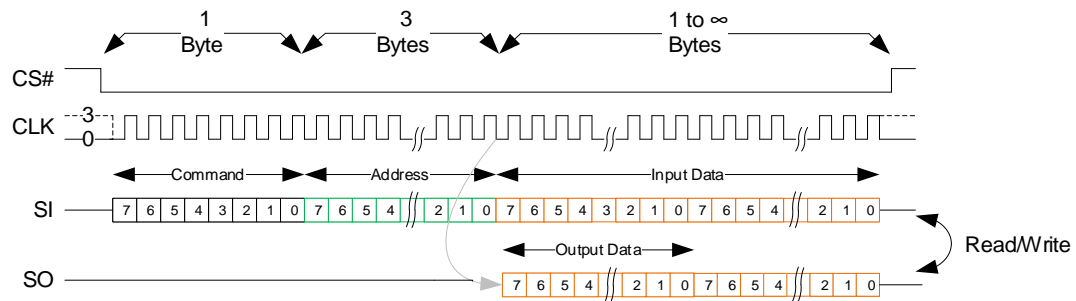 1 Byte
3 Bytes
1 to ∞ Bytes
CS#
CLK
3
0
Command Address Input Data
SI 7 6 5 4 3 2 1 0 7 6 5 4 2 1 0 7 6 5 4 3 2 1 0 7 6 5 4 2 1 0
Output Data
Read/Write
SO 7 6 5 4 2 1 0 7 6 5 4 2 1 0